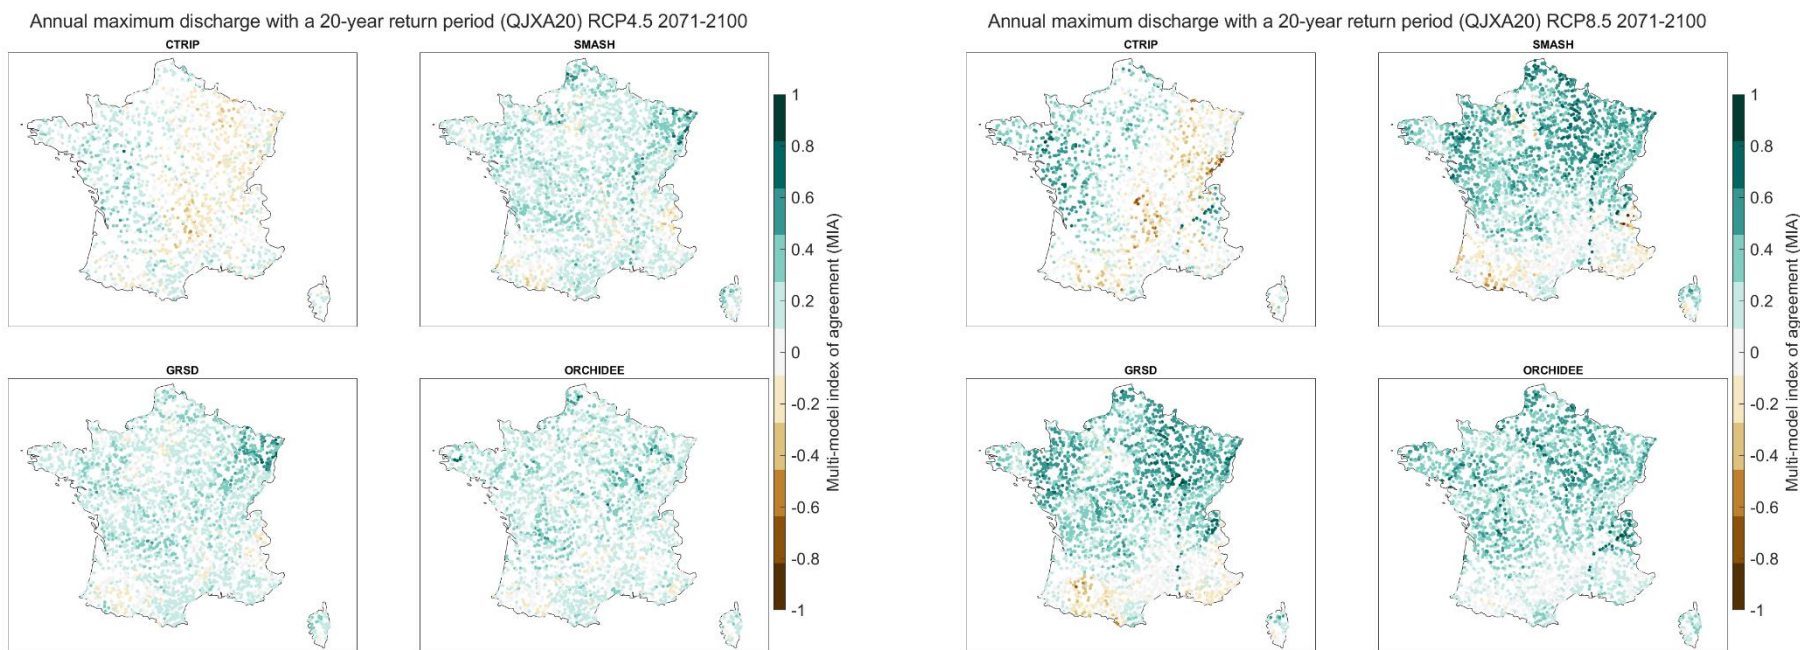 Annual maximum discharge with a 20-year return period (QJXA20) RCP4.5 2071-2100
CTRIP
SMASH
GRSD
ORCHIDEE
1
0.8
0.6
0.4
0.2
0
-0.2
-0.4
-0.6
-0.8
-1
Multi-model index of agreement (MIA)
Annual maximum discharge with a 20-year return period (QJXA20) RCP8.5 2071-2100
CTRIP
SMASH
GRSD
ORCHIDEE
1
0.8
0.6
0.4
0.2
0
-0.2
-0.4
-0.6
-0.8
-1
Multi-model index of agreement (MIA)